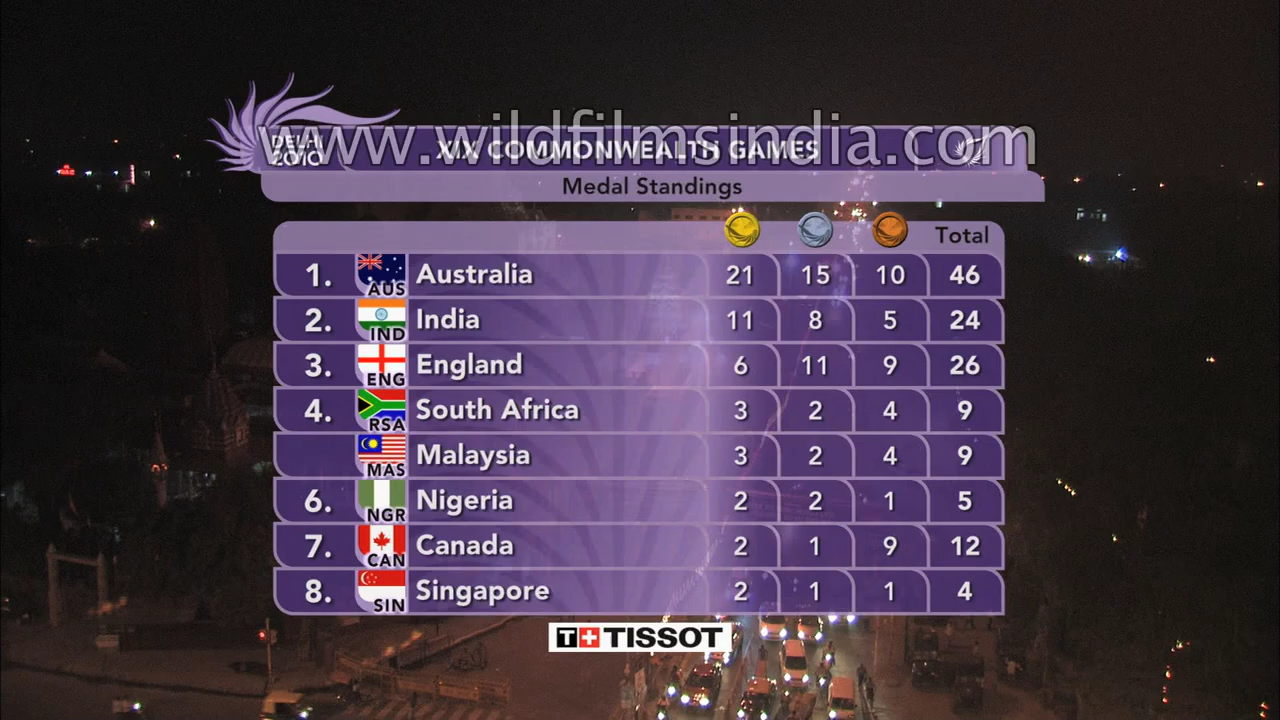 www.wildfilmsindia.com
DELHI 2010
XIX COMMONWEALTH GAMES
Medal Standings
Total
1. AUS Australia 21 15 10 46
2. IND India 11 8 5 24
3. ENG England 6 11 9 26
4. RSA South Africa 3 2 4 9
MAS Malaysia 3 2 4 9
6. NGR Nigeria 2 2 1 5
7. CAN Canada 2 1 9 12
8. SIN Singapore 2 1 1 4
T+TISSOT